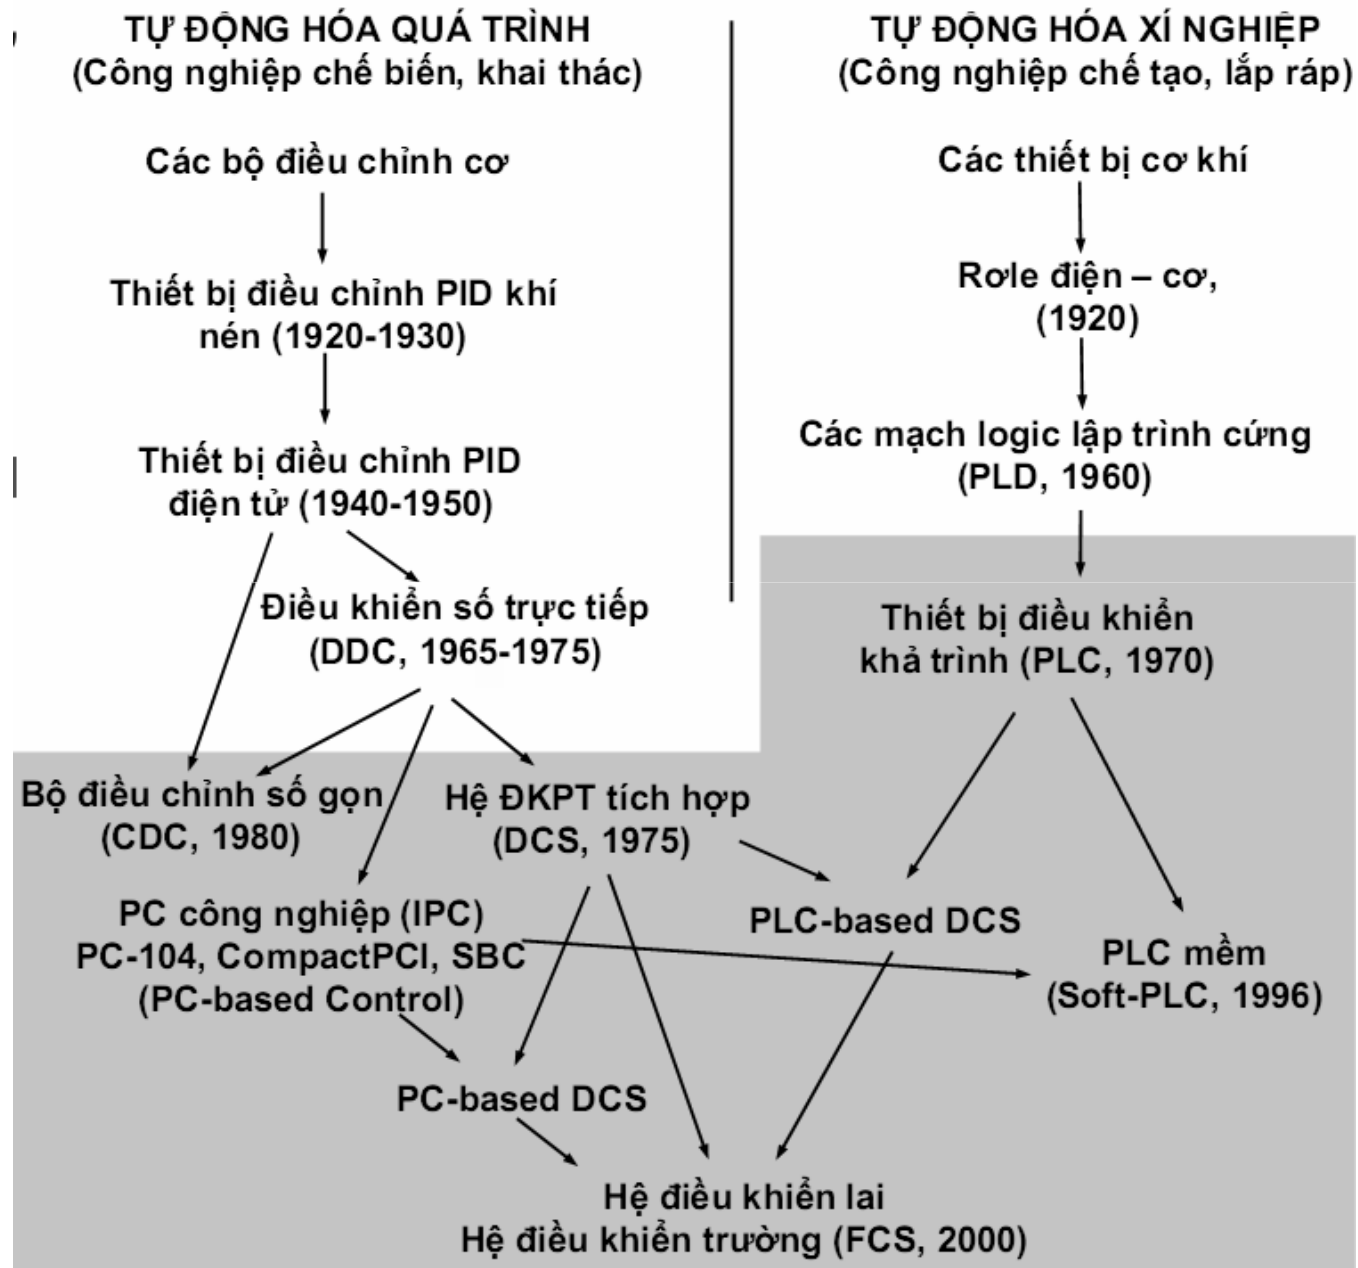 TỰ ĐỘNG HÓA QUÁ TRÌNH
(Công nghiệp chế biến, khai thác)
TỰ ĐỘNG HÓA XÍ NGHIỆP
(Công nghiệp chế tạo, lắp ráp)
Các bộ điều chỉnh cơ
Các thiết bị cơ khí
Thiết bị điều chỉnh PID khí
nén (1920-1930)
Rơle điện – cơ,
(1920)
Thiết bị điều chỉnh PID
điện tử (1940-1950)
Các mạch logic lập trình cứng
(PLD, 1960)
Điều khiển số trực tiếp
(DDC, 1965-1975)
Thiết bị điều khiển
khả trình (PLC, 1970)
Bộ điều chỉnh số gọn
(CDC, 1980)
Hệ ĐKPT tích hợp
(DCS, 1975)
PC công nghiệp (IPC)
PC-104, CompactPCI, SBC
(PC-based Control)
PLC-based DCS
PLC mềm
(Soft-PLC, 1996)
PC-based DCS
Hệ điều khiển lai
Hệ điều khiển trường (FCS, 2000)